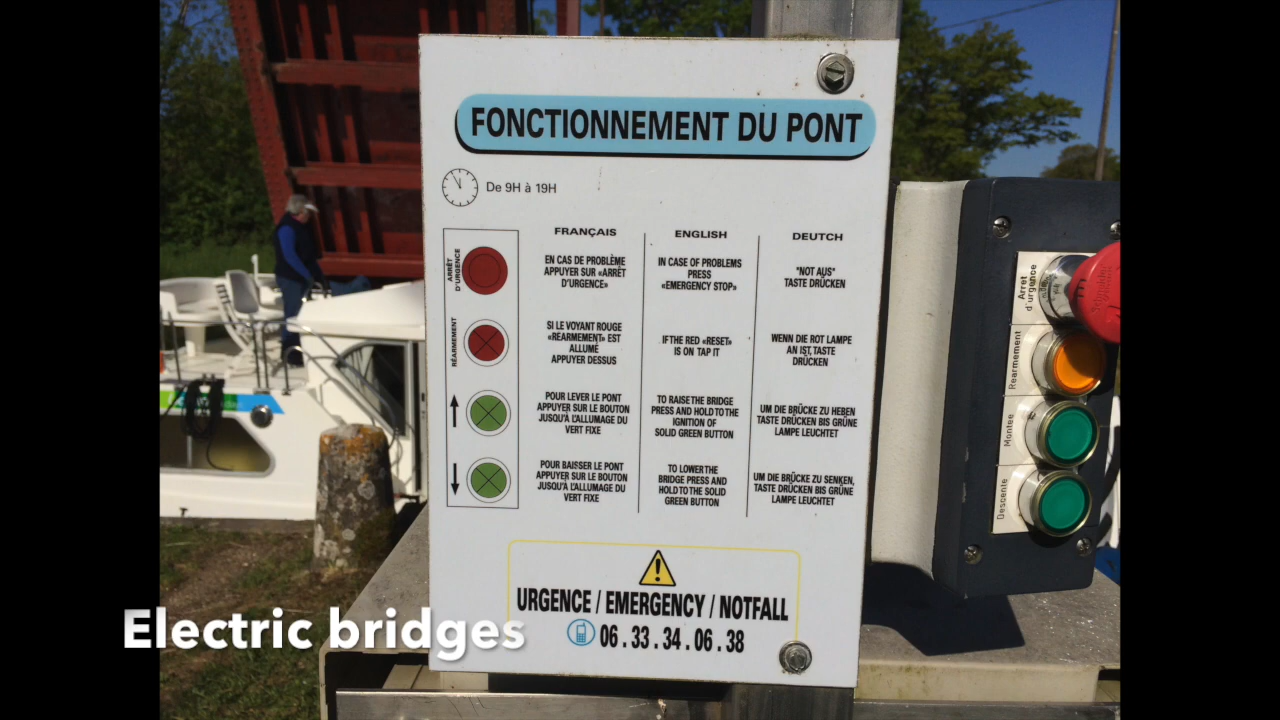 FONCTIONNEMENT DU PONT
De 9H à 19H
FRANÇAIS
ENGLISH
DEUTCH
ARRÊT
D'URGENCE
EN CAS DE PROBLÈME
APPUYER SUR «ARRÊT
D'URGENCE»
IN CASE OF PROBLEMS
PRESS
«EMERGENCY STOP»
"NOT AUS"
TASTE DRÜCKEN
RÉARMEMENT
SI LE VOYANT ROUGE
«REARMEMENT» EST
ALLUMÉ
APPUYER DESSUS
IF THE RED «RESET»
IS ON TAP IT
WENN DIE ROT LAMPE
AN IST, TASTE
DRÜCKEN
POUR LEVER LE PONT
APPUYER SUR LE BOUTON
JUSQU'À L'ALLUMAGE DU
VERT FIXE
TO RAISE THE BRIDGE
PRESS AND HOLD TO THE
IGNITION OF
SOLID GREEN BUTTON
UM DIE BRÜCKE ZU HEBEN
TASTE DRÜCKEN BIS GRÜNE
LAMPE LEUCHTET
POUR BAISSER LE PONT
APPUYER SUR LE BOUTON
JUSQU'À L'ALLUMAGE DU
VERT FIXE
TO LOWER THE
BRIDGE PRESS AND
HOLD TO THE SOLID
GREEN BUTTON
UM DIE BRÜCKE ZU SENKEN,
TASTE DRÜCKEN BIS GRÜNE
LAMPE LEUCHTET
URGENCE / EMERGENCY / NOTFALL
06 . 33 . 34 . 06 . 38
Arret
d'urgence
Rearmement
Montee
Descente
Electric bridges